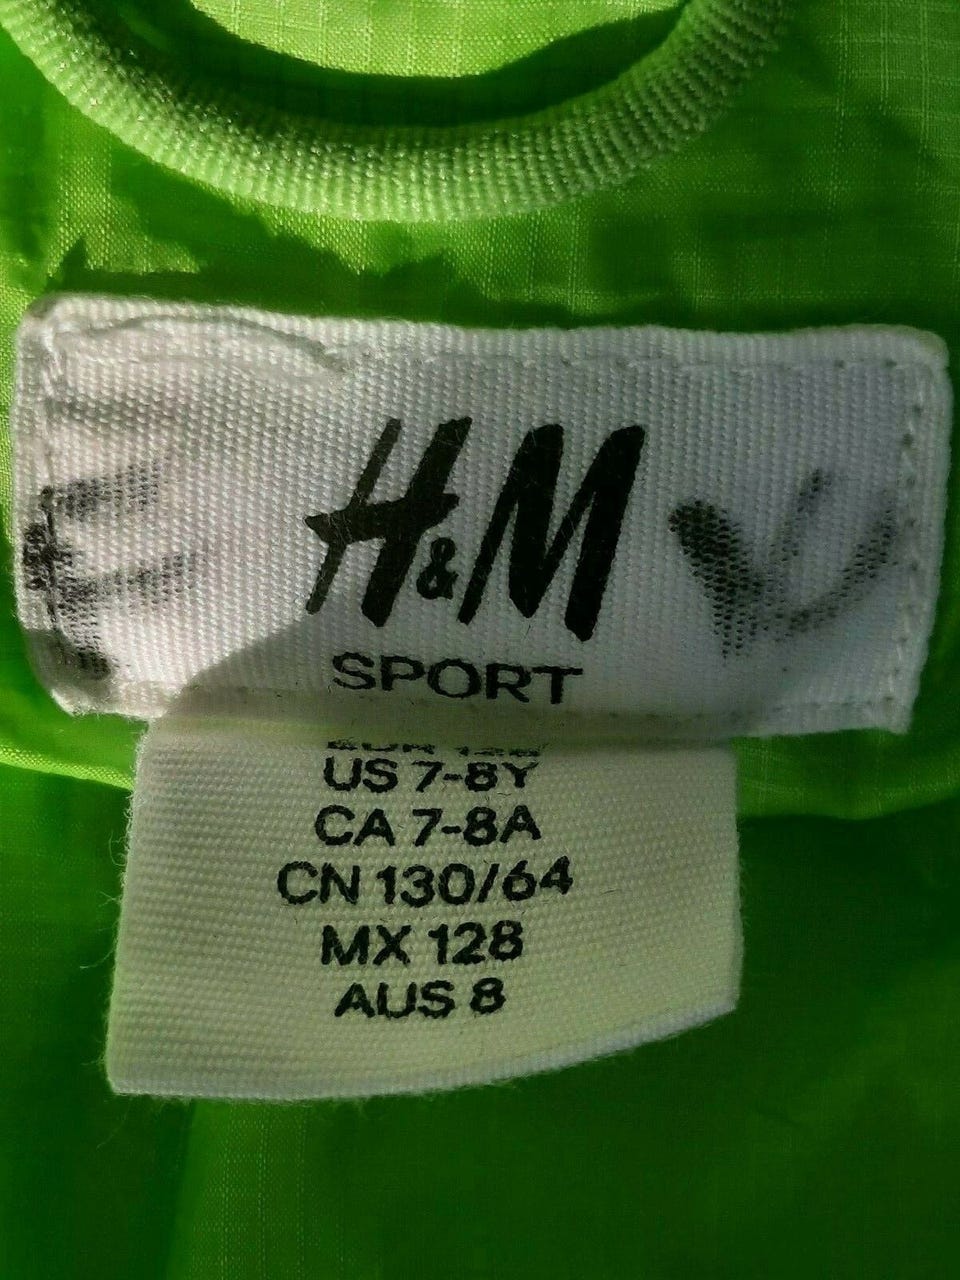 H&M
SPORT
US 7-8Y
CA 7-8A
CN 130/64
MX 128
AUS 8